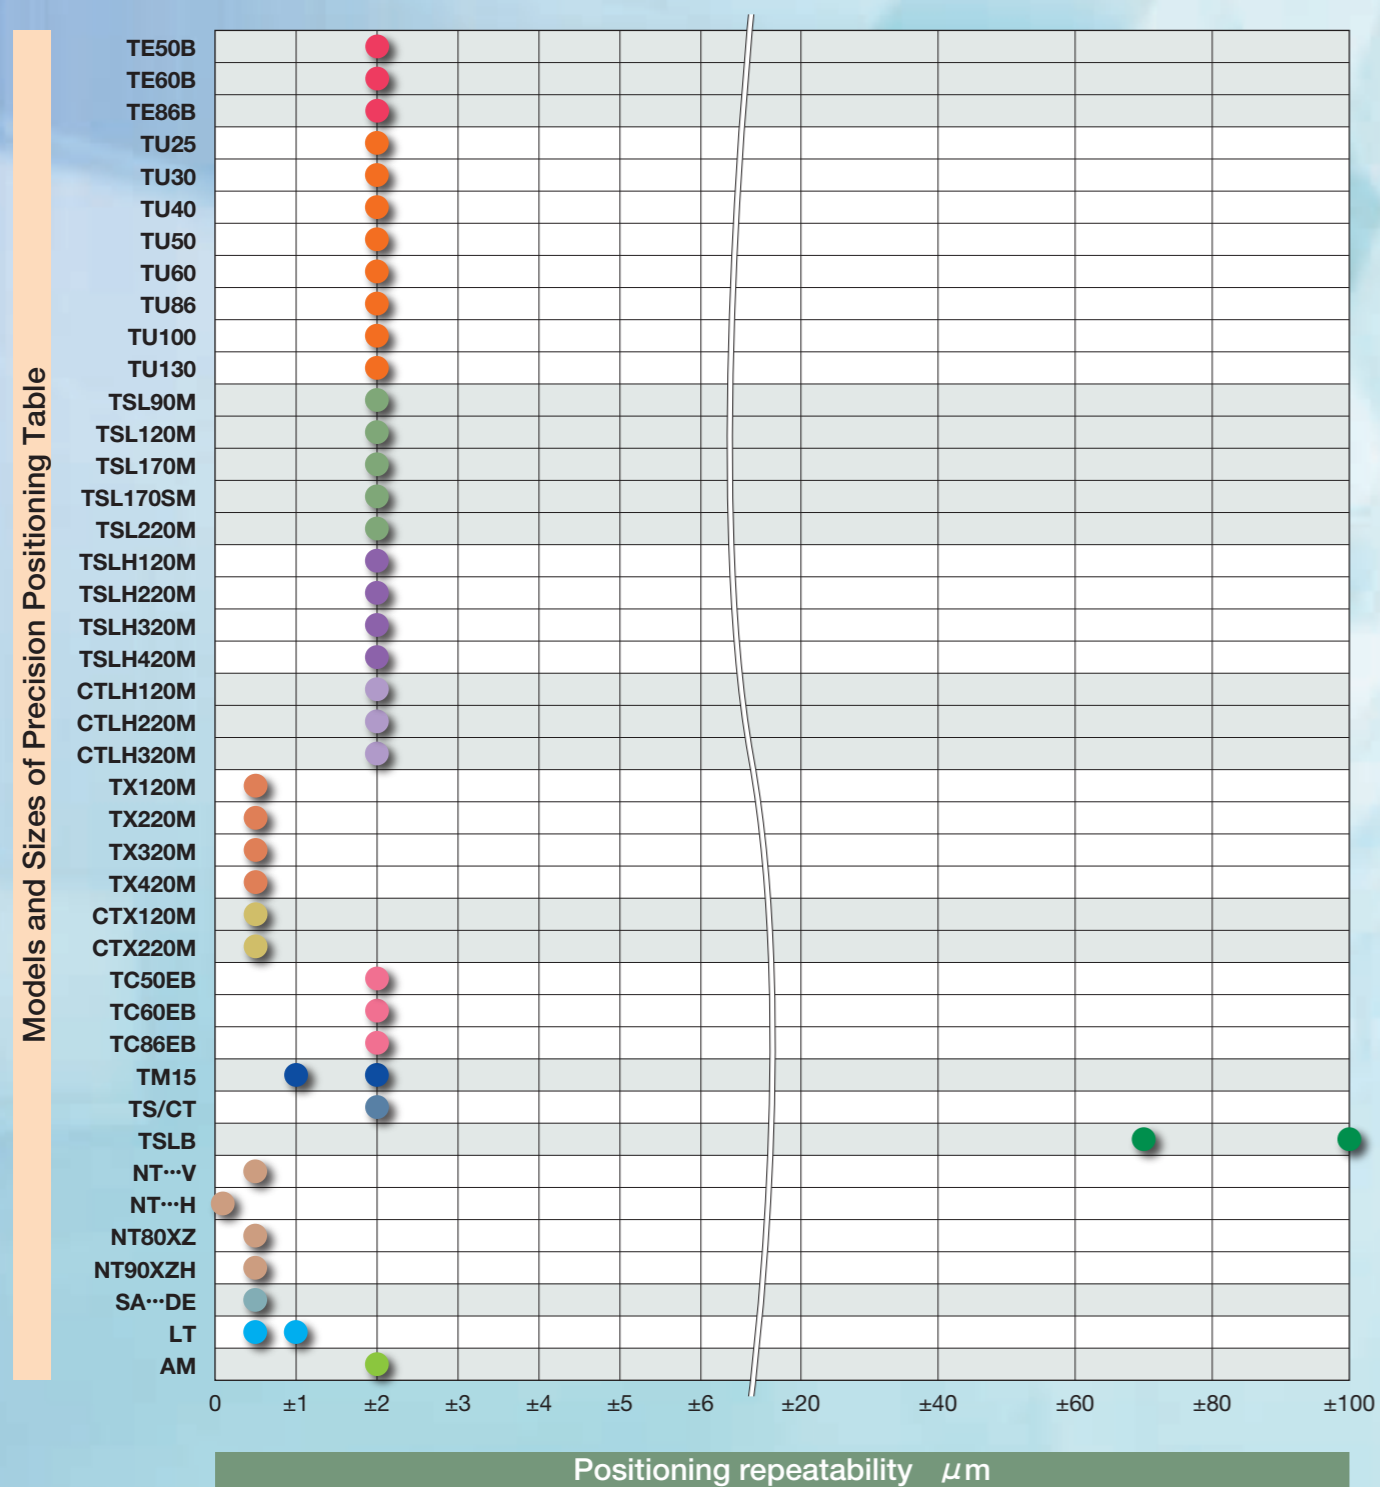 Models and Sizes of Precision Positioning Table
TE50B
TE60B
TE86B
TU25
TU30
TU40
TU50
TU60
TU86
TU100
TU130
TSL90M
TSL120M
TSL170M
TSL170SM
TSL220M
TSLH120M
TSLH220M
TSLH320M
TSLH420M
CTLH120M
CTLH220M
CTLH320M
TX120M
TX220M
TX320M
TX420M
CTX120M
CTX220M
TC50EB
TC60EB
TC86EB
TM15
TS/CT
TSLB
NT···V
NT···H
NT80XZ
NT90XZH
SA···DE
LT
AM
0 ±1 ±2 ±3 ±4 ±5 ±6 ±20 ±40 ±60 ±80 ±100
Positioning repeatability μm